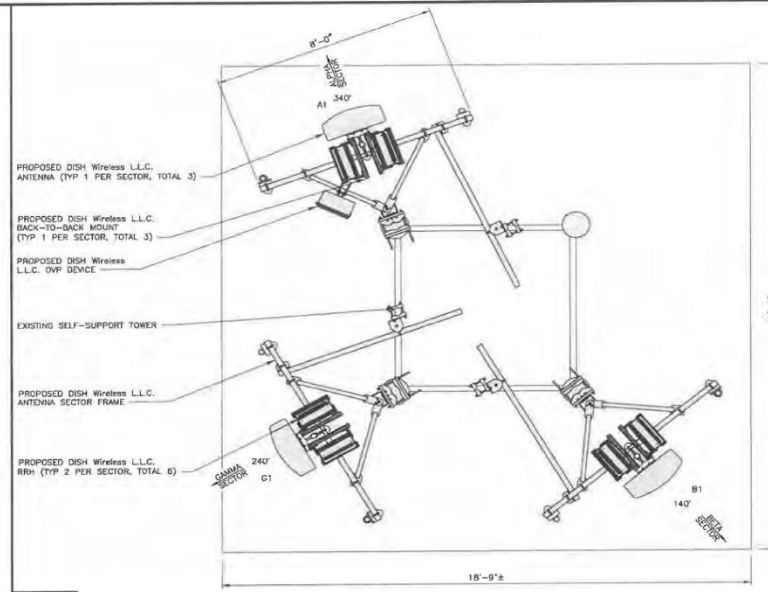 8'-0"
ALPHA
SECTOR
A1 340°
PROPOSED DISH Wireless L.L.C.
ANTENNA (TYP 1 PER SECTOR, TOTAL 3)
PROPOSED DISH Wireless L.L.C.
BACK-TO-BACK MOUNT
(TYP 1 PER SECTOR, TOTAL 3)
PROPOSED DISH Wireless
L.L.C. OVP DEVICE
EXISTING SELF-SUPPORT TOWER
PROPOSED DISH Wireless L.L.C.
ANTENNA SECTOR FRAME
PROPOSED DISH Wireless L.L.C.
RRH (TYP 2 PER SECTOR, TOTAL 6)
240°
GAMMA
SECTOR
G1
B1
140°
BETA
SECTOR
18'-9"±